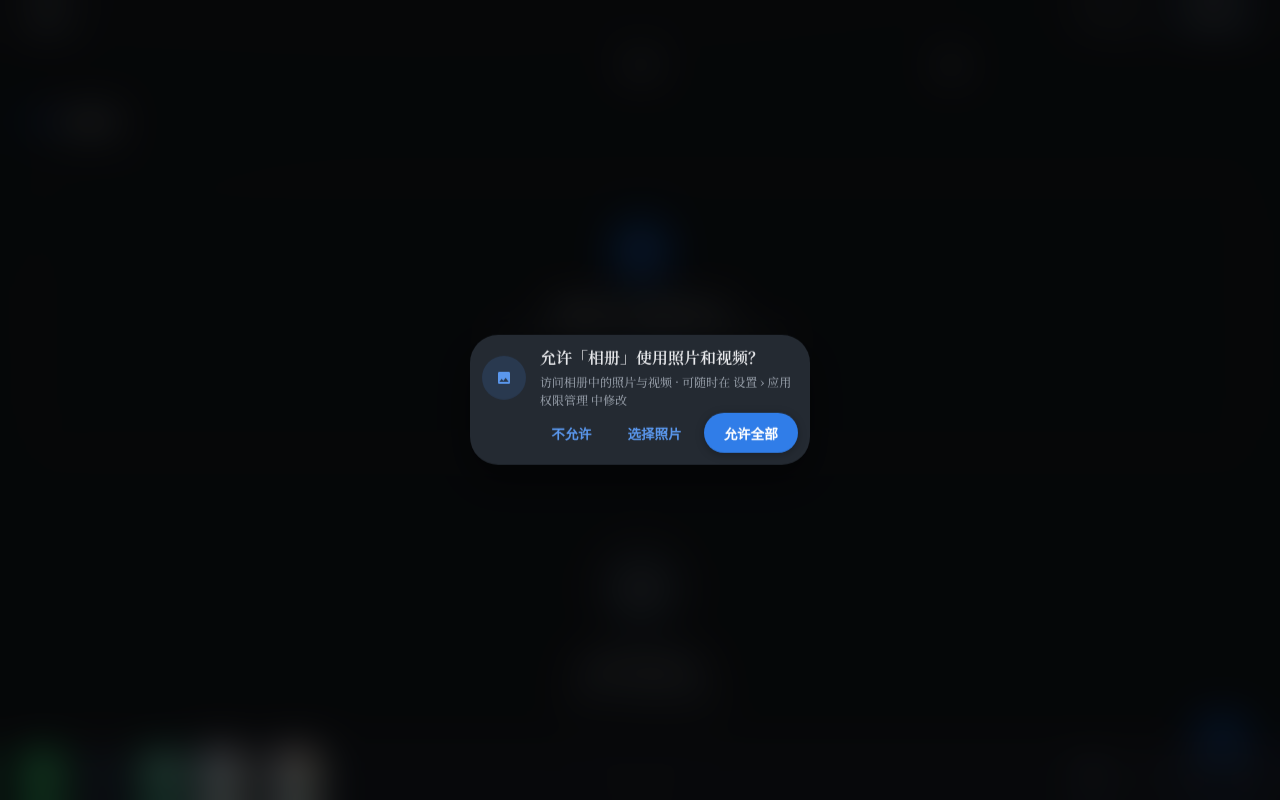 允许「相册」使用照片和视频？
访问相册中的照片与视频 · 可随时在 设置 › 应用
权限管理 中修改
不允许
选择照片
允许全部